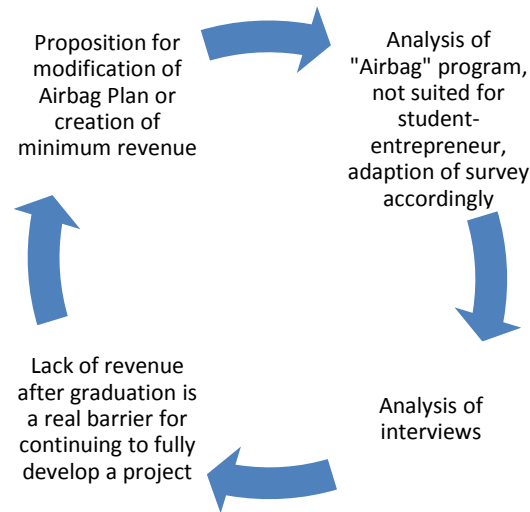 Proposition for
modification of
Airbag Plan or
creation of
minimum revenue
Analysis of
"Airbag" program,
not suited for
student-
entrepreneur,
adaption of survey
accordingly
Analysis of
interviews
Lack of revenue
after graduation is
a real barrier for
continuing to fully
develop a project